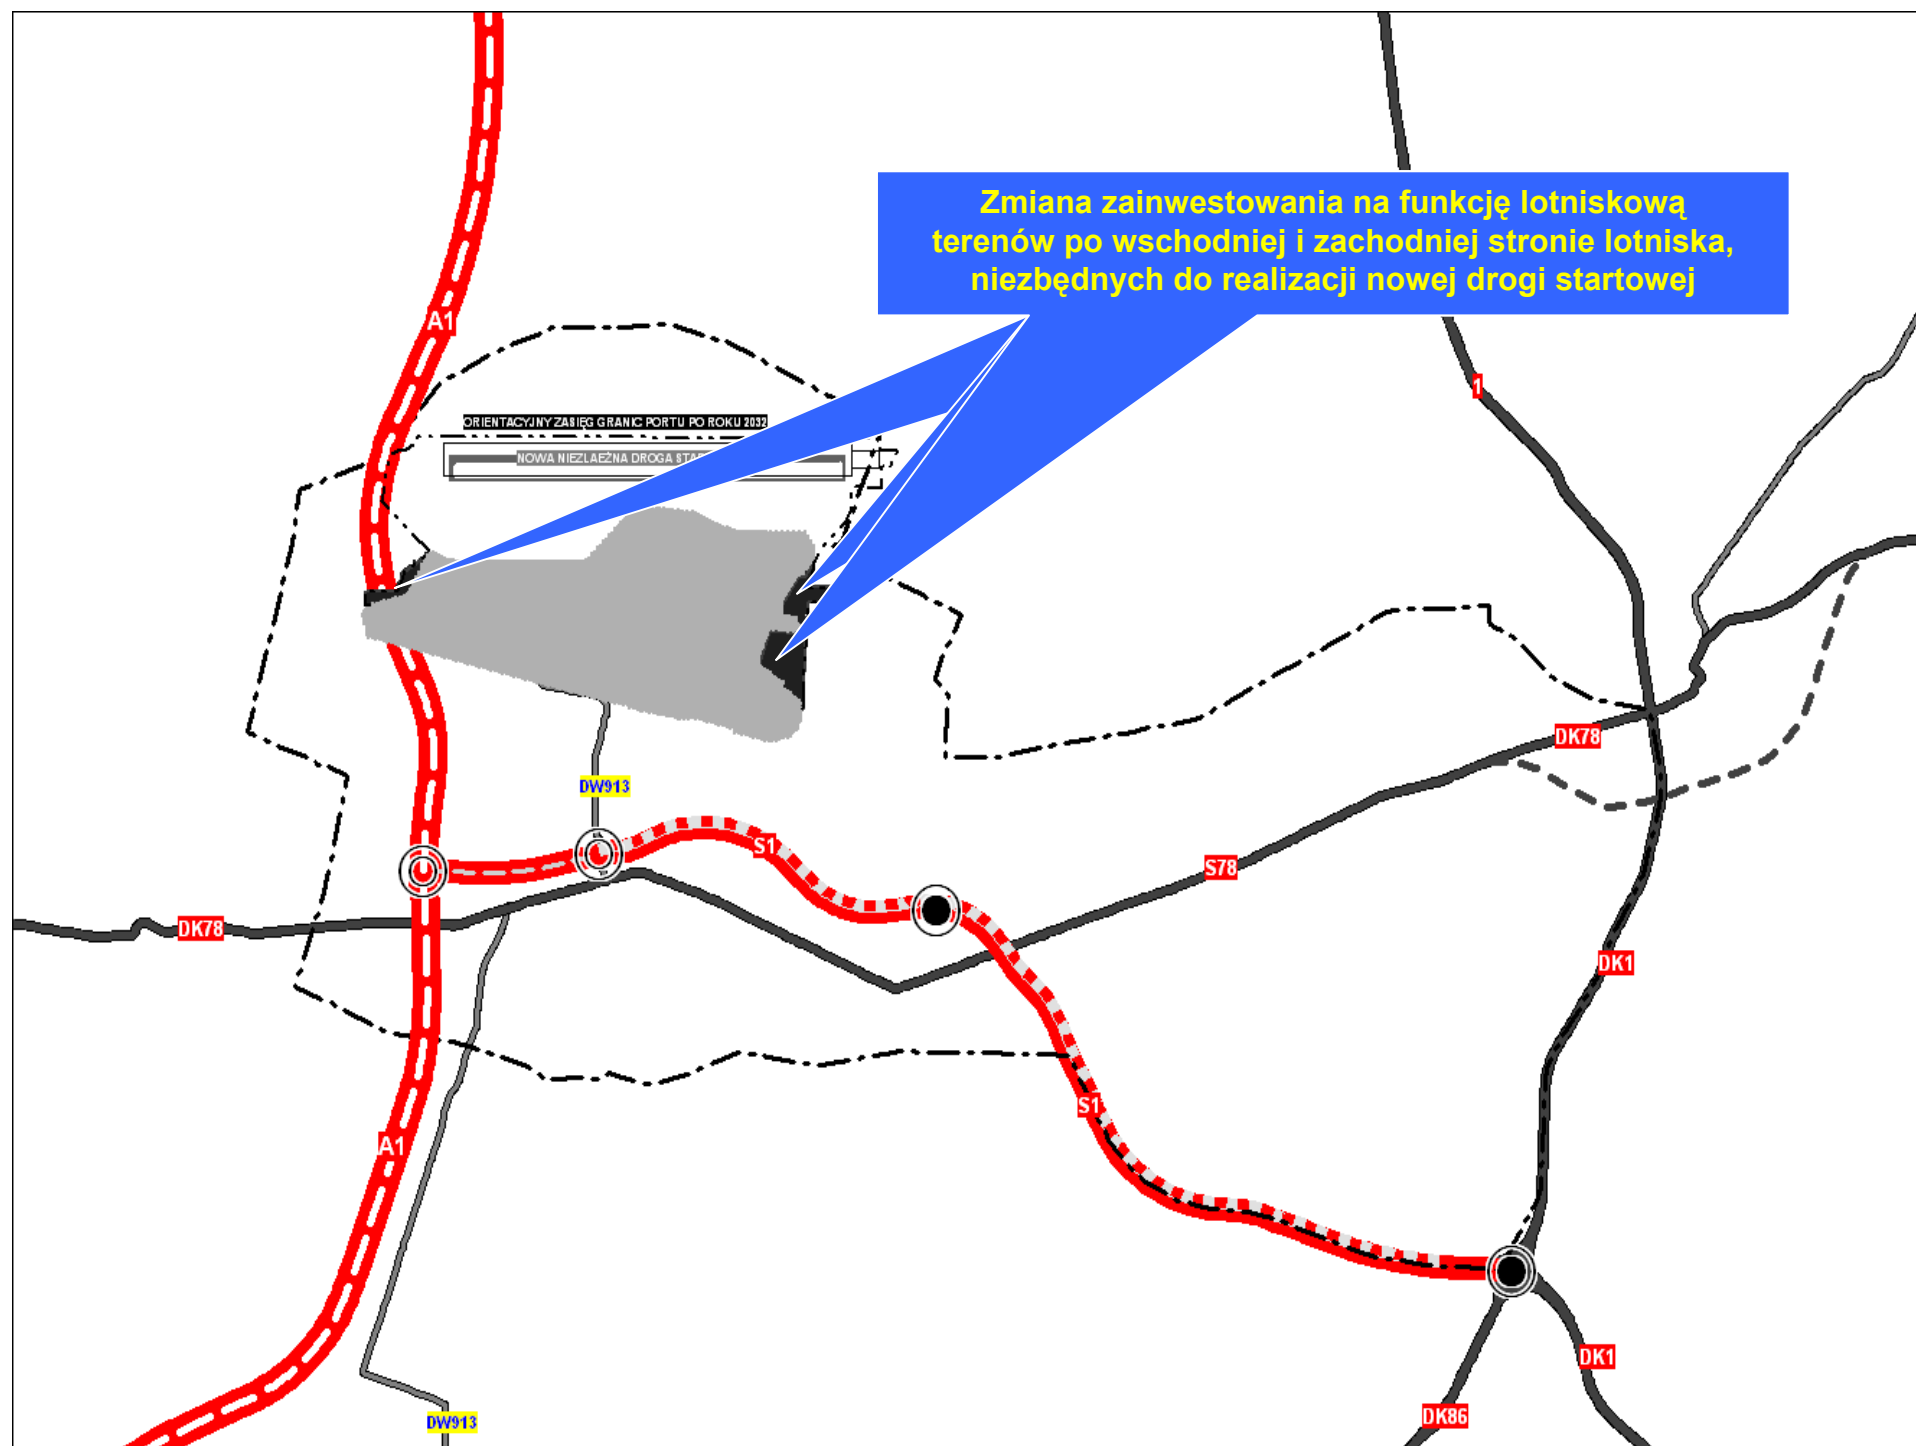 Zmiana zainwestowania na funkcję lotniskową
terenów po wschodniej i zachodniej stronie lotniska,
niezbędnych do realizacji nowej drogi startowej
A1
1
ORIENTACYJNY ZASIĘG GRANIC PORTU PO ROKU 2032
NOWA NIEZLAEŻNA DROGA
DK78
DW913
S1
S78
DK78
DK1
S1
A1
DK1
DK86
DW913